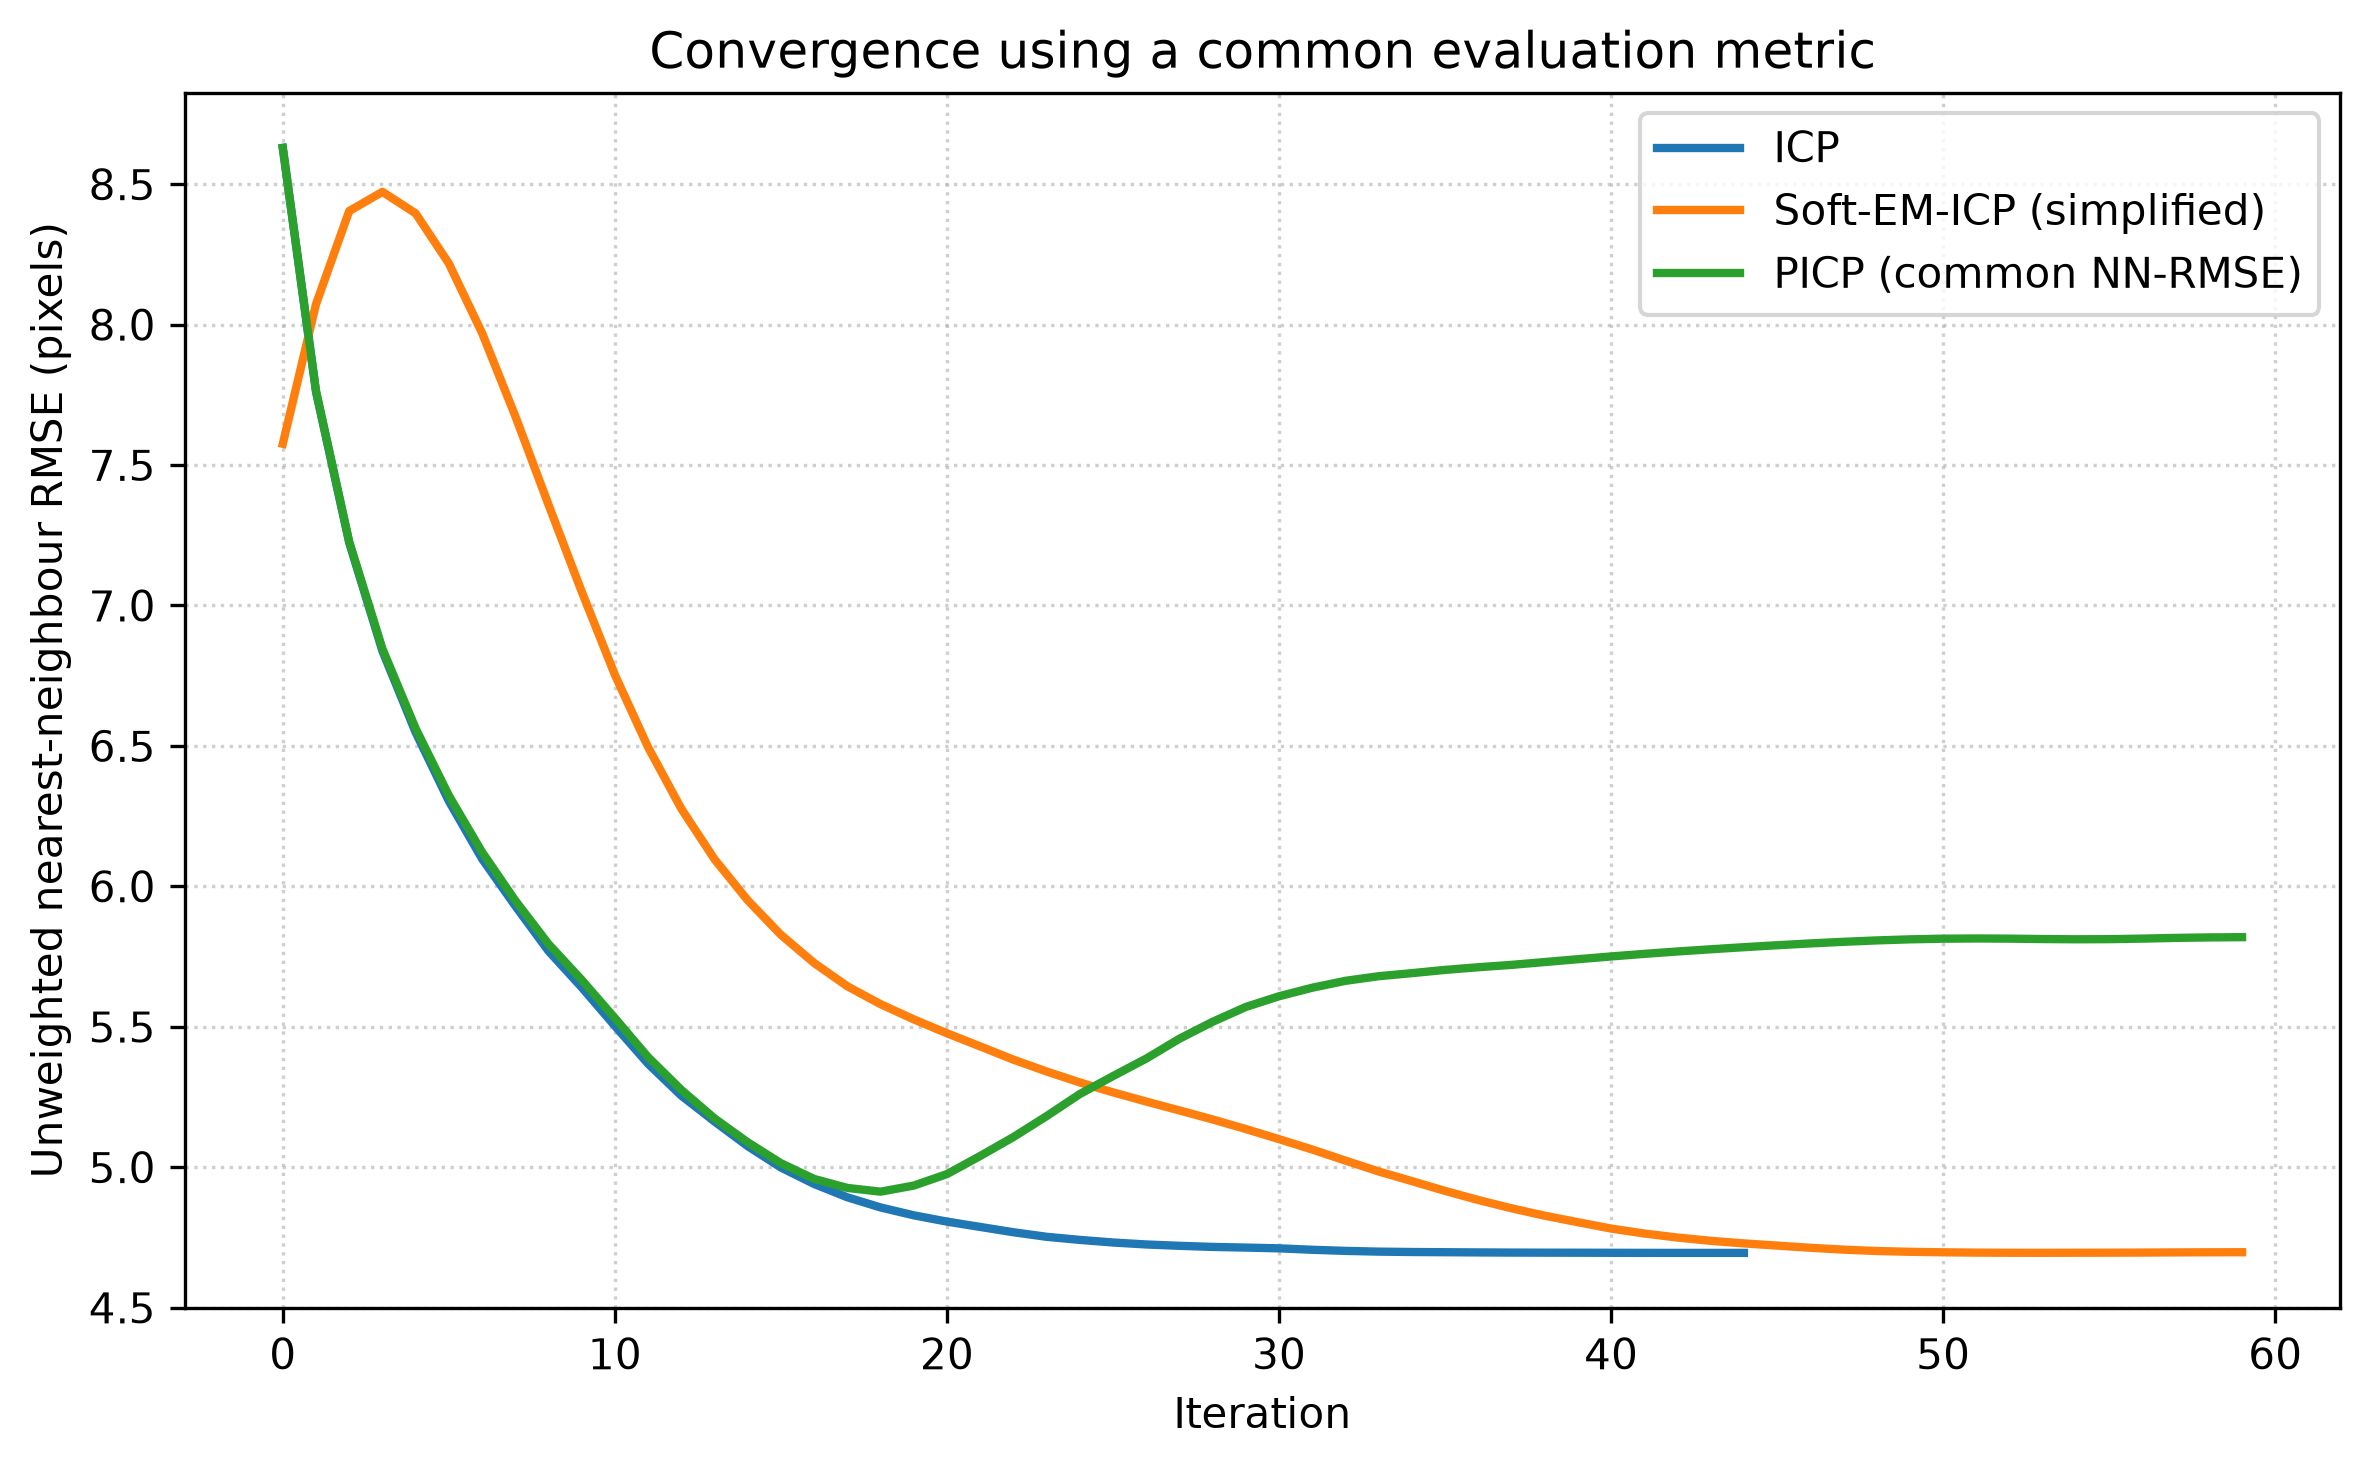 Convergence using a common evaluation metric
ICP
Soft-EM-ICP (simplified)
PICP (common NN-RMSE)
Unweighted nearest-neighbour RMSE (pixels)
8.5
8.0
7.5
7.0
6.5
6.0
5.5
5.0
4.5
0 10 20 30 40 50 60
Iteration